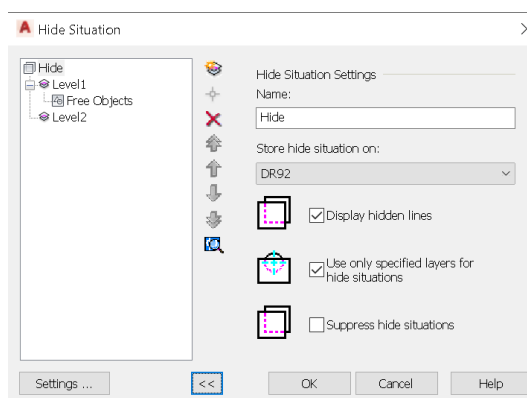 A Hide Situation
Hide
Level1
Free Objects
Level2
Hide Situation Settings
Name:
Hide
Store hide situation on:
DR92
Display hidden lines
Use only specified layers for
hide situations
Suppress hide situations
Settings ...
<<
OK
Cancel
Help